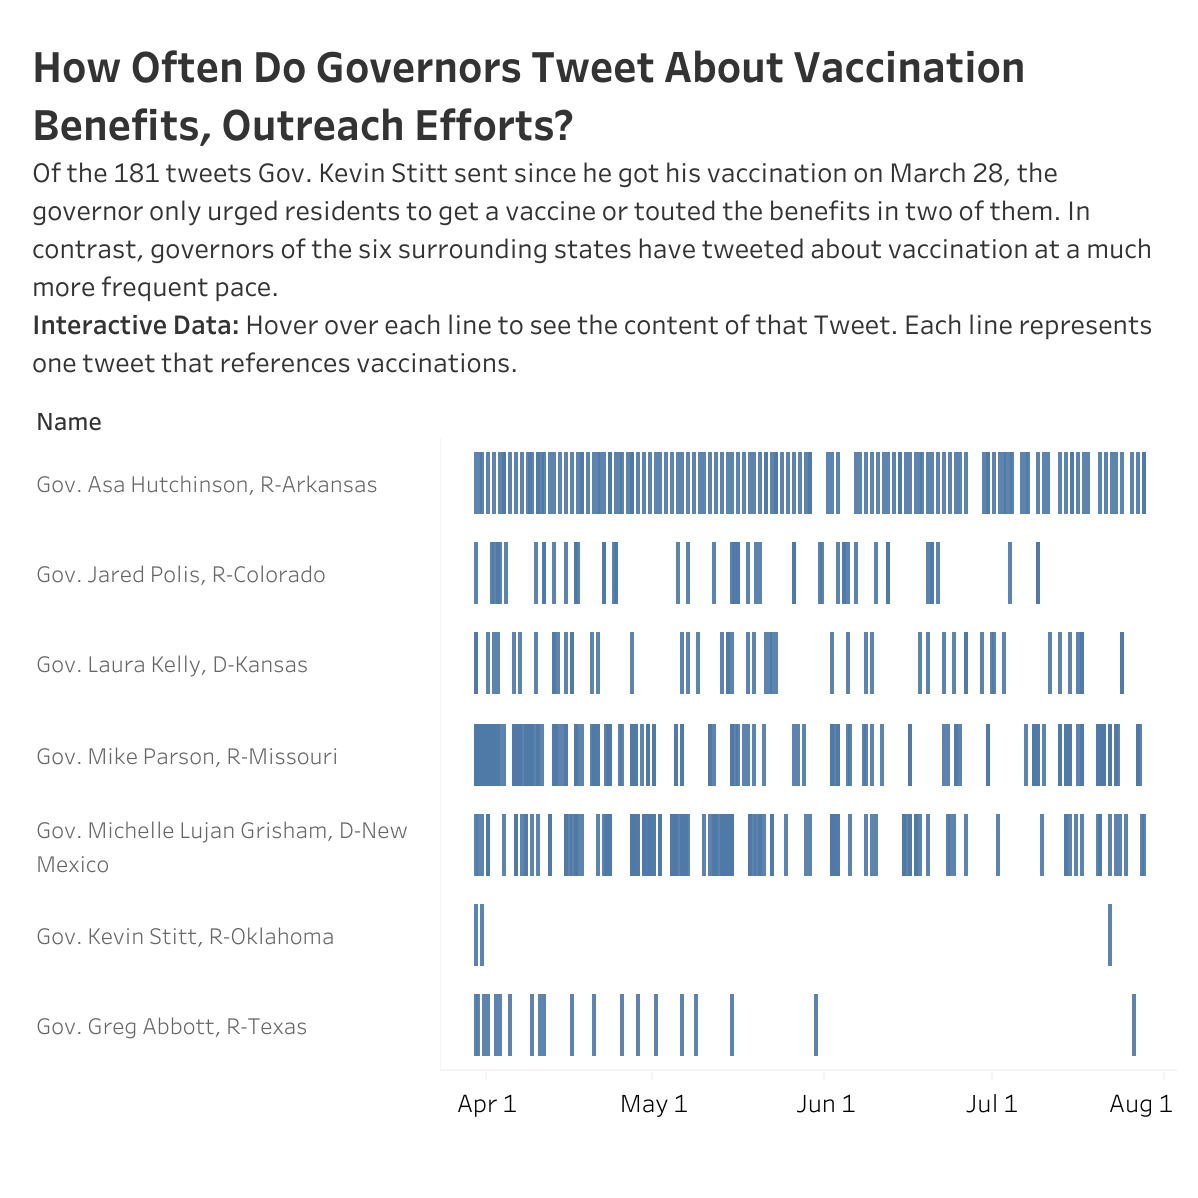 How Often Do Governors Tweet About Vaccination
Benefits, Outreach Efforts?
Of the 181 tweets Gov. Kevin Stitt sent since he got his vaccination on March 28, the
governor only urged residents to get a vaccine or touted the benefits in two of them. In
contrast, governors of the six surrounding states have tweeted about vaccination at a much
more frequent pace.
Interactive Data: Hover over each line to see the content of that Tweet. Each line represents
one tweet that references vaccinations.
Name
Gov. Asa Hutchinson, R-Arkansas
Gov. Jared Polis, R-Colorado
Gov. Laura Kelly, D-Kansas
Gov. Mike Parson, R-Missouri
Gov. Michelle Lujan Grisham, D-New
Mexico
Gov. Kevin Stitt, R-Oklahoma
Gov. Greg Abbott, R-Texas
Apr 1 May 1 Jun 1 Jul 1 Aug 1